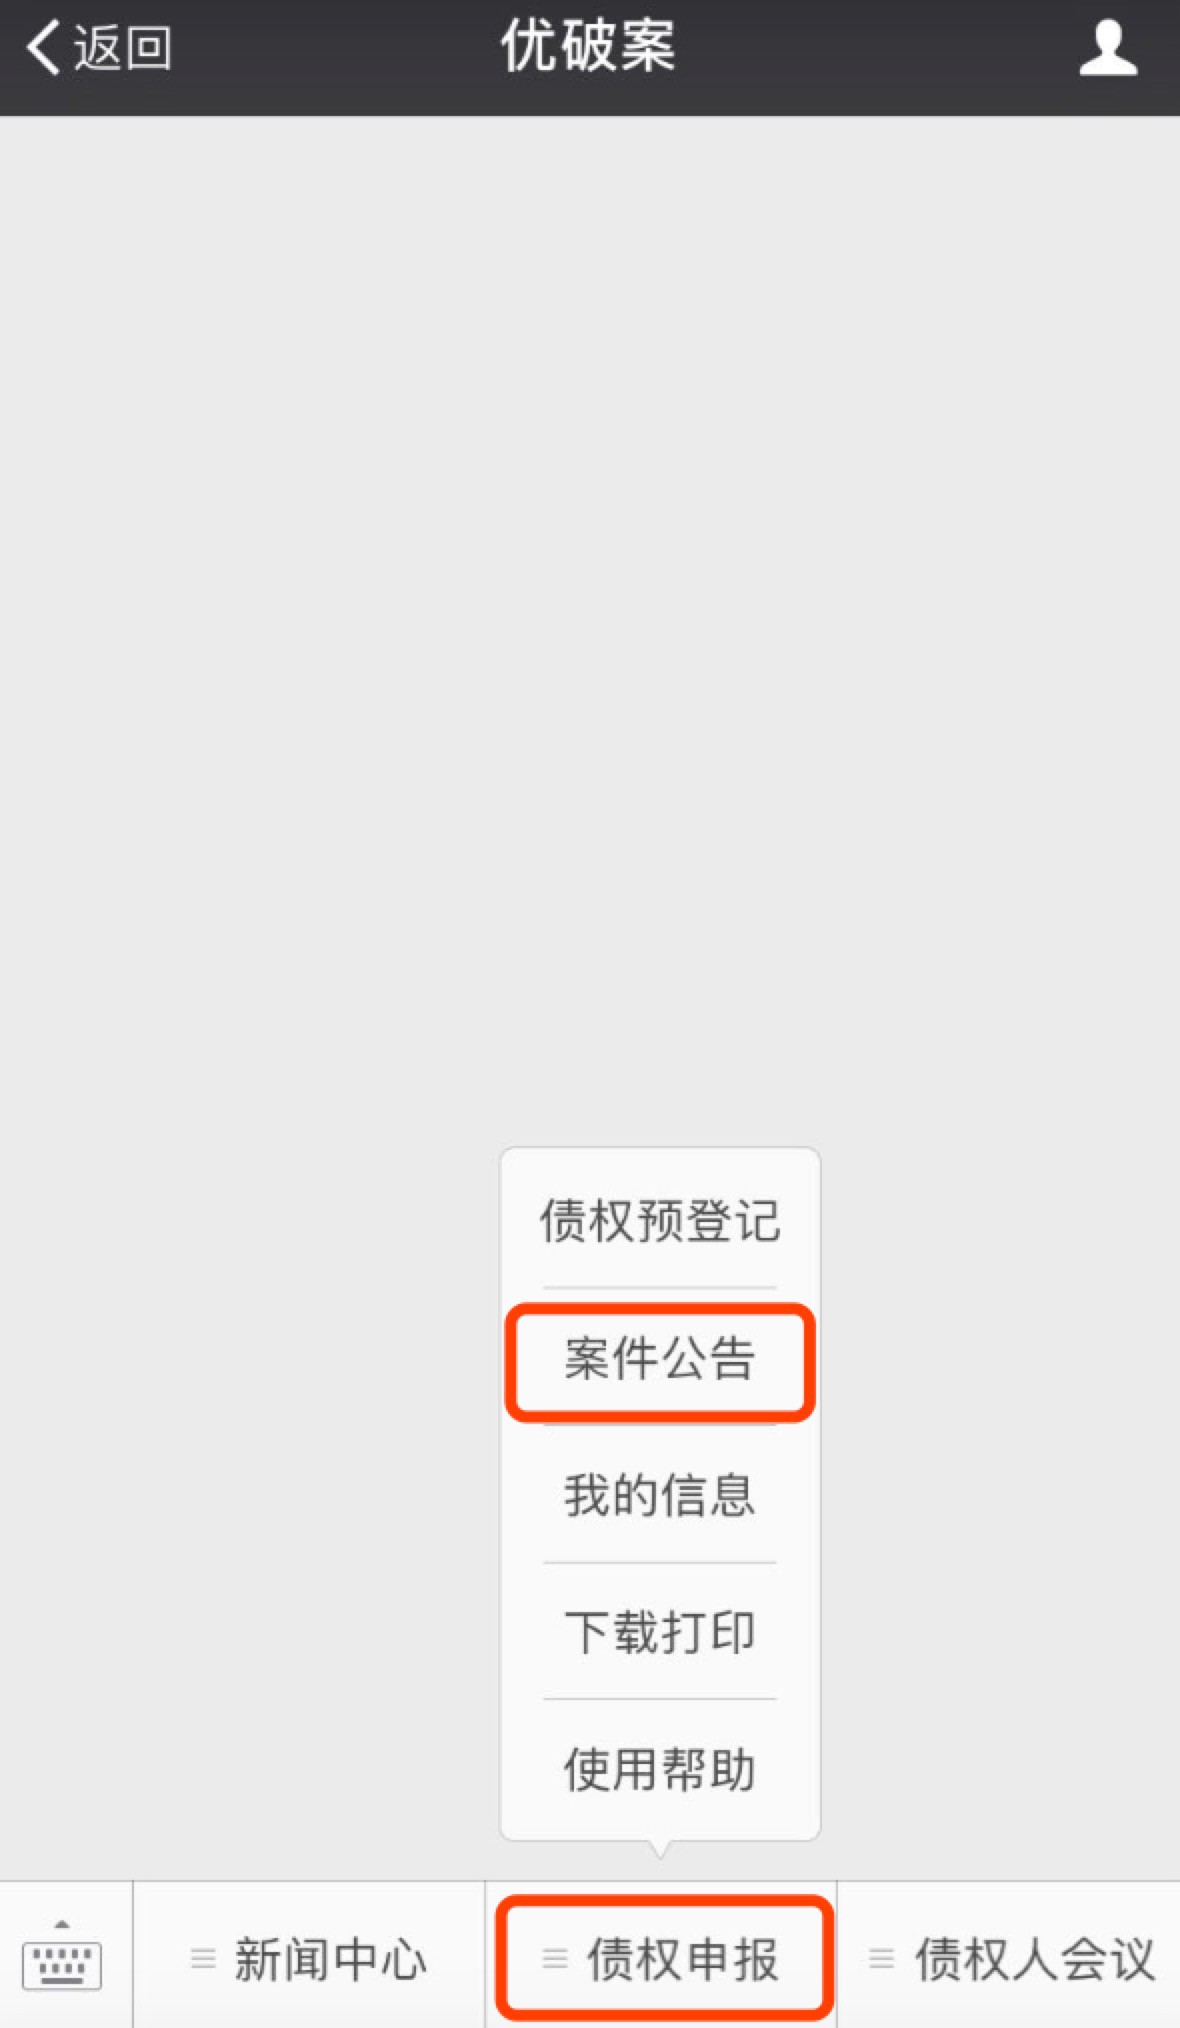 返回
优破案
债权预登记
案件公告
我的信息
下载打印
使用帮助
新闻中心
债权申报
债权人会议